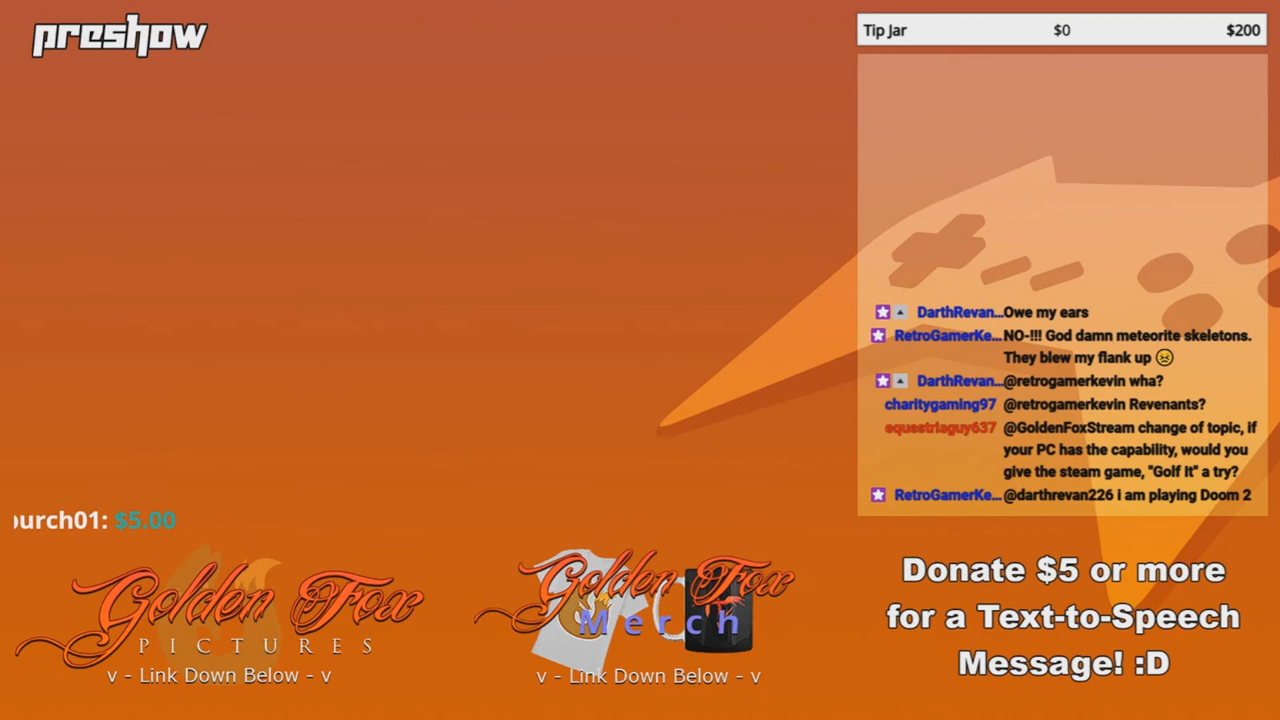 preshow
Tip Jar $0 $200
DarthRevan...Owe my ears
RetroGamerKe...NO-!!! God damn meteorite skeletons.
They blew my flank up
DarthRevan...@retrogamerkevin wha?
charitygaming97 @retrogamerkevin Revenants?
equestriaguy637 @GoldenFoxStream change of topic, if
your PC has the capability, would you
give the steam game, "Golf It" a try?
RetroGamerKe...@darthrevan226 i am playing Doom 2
ourch01: $5.00
Golden Fox
PICTURES
v - Link Down Below - v
Golden Fox
Merch
v - Link Down Below - v
Donate $5 or more
for a Text-to-Speech
Message! :D